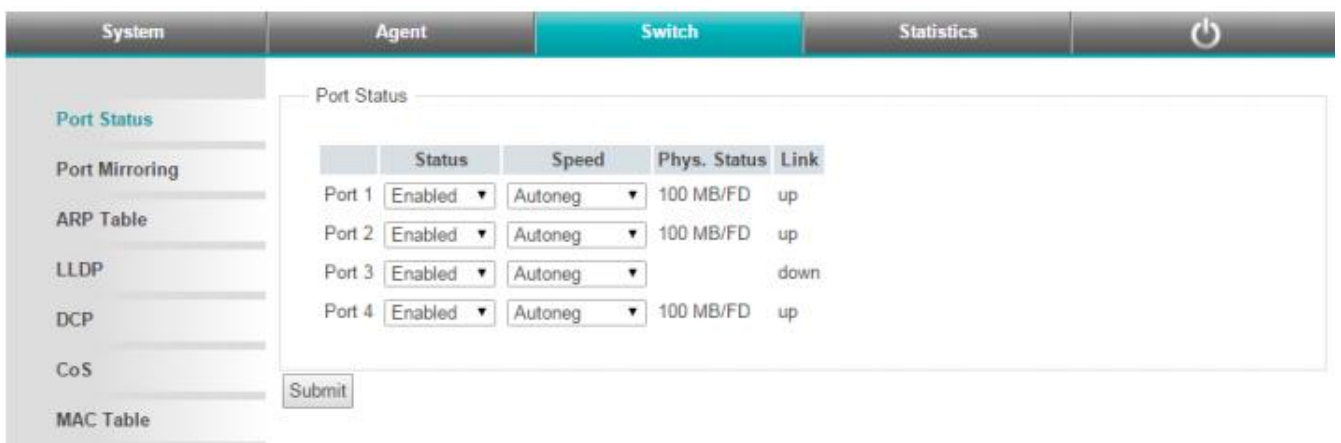 System Agent Switch Statistics
Port Status
Port Mirroring
ARP Table
LLDP
DCP
CoS
MAC Table
Port Status
Status Speed Phys. Status Link
Port 1 Enabled Autoneg 100 MB/FD up
Port 2 Enabled Autoneg 100 MB/FD up
Port 3 Enabled Autoneg down
Port 4 Enabled Autoneg 100 MB/FD up
Submit